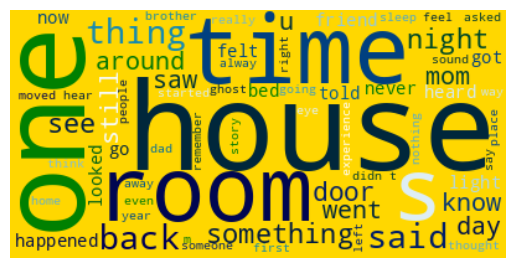 now
brother
really
u
friend
sleep
feel
asked
thing
time
night
sound
got
one
around
felt
alway
right
mom
moved
hear
saw
ghost
bed
going
told
never
heard
way
see
still
people
started
house
eye
experience
nothing
say
place
looked
go
dad
remember
story
room
s
light
think
home
away
even
year
door
didn t
went
know
day
happened
back
m
something
someone
first
left
said
thought